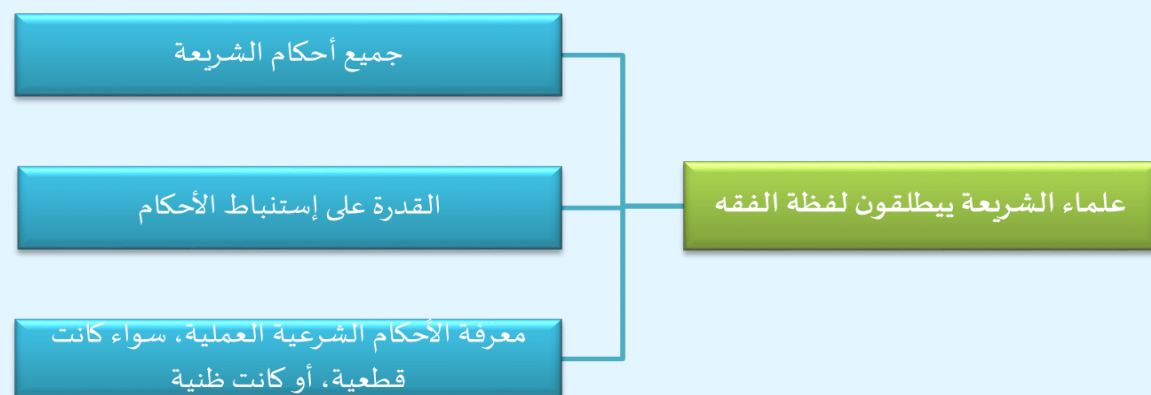 علماء الشريعة ييطلقون لفظة الفقه
جميع أحكام الشريعة
القدرة على إستنباط الأحكام
معرفة الأحكام الشرعية العملية، سواء كانت
قطعية، أو كانت ظنية